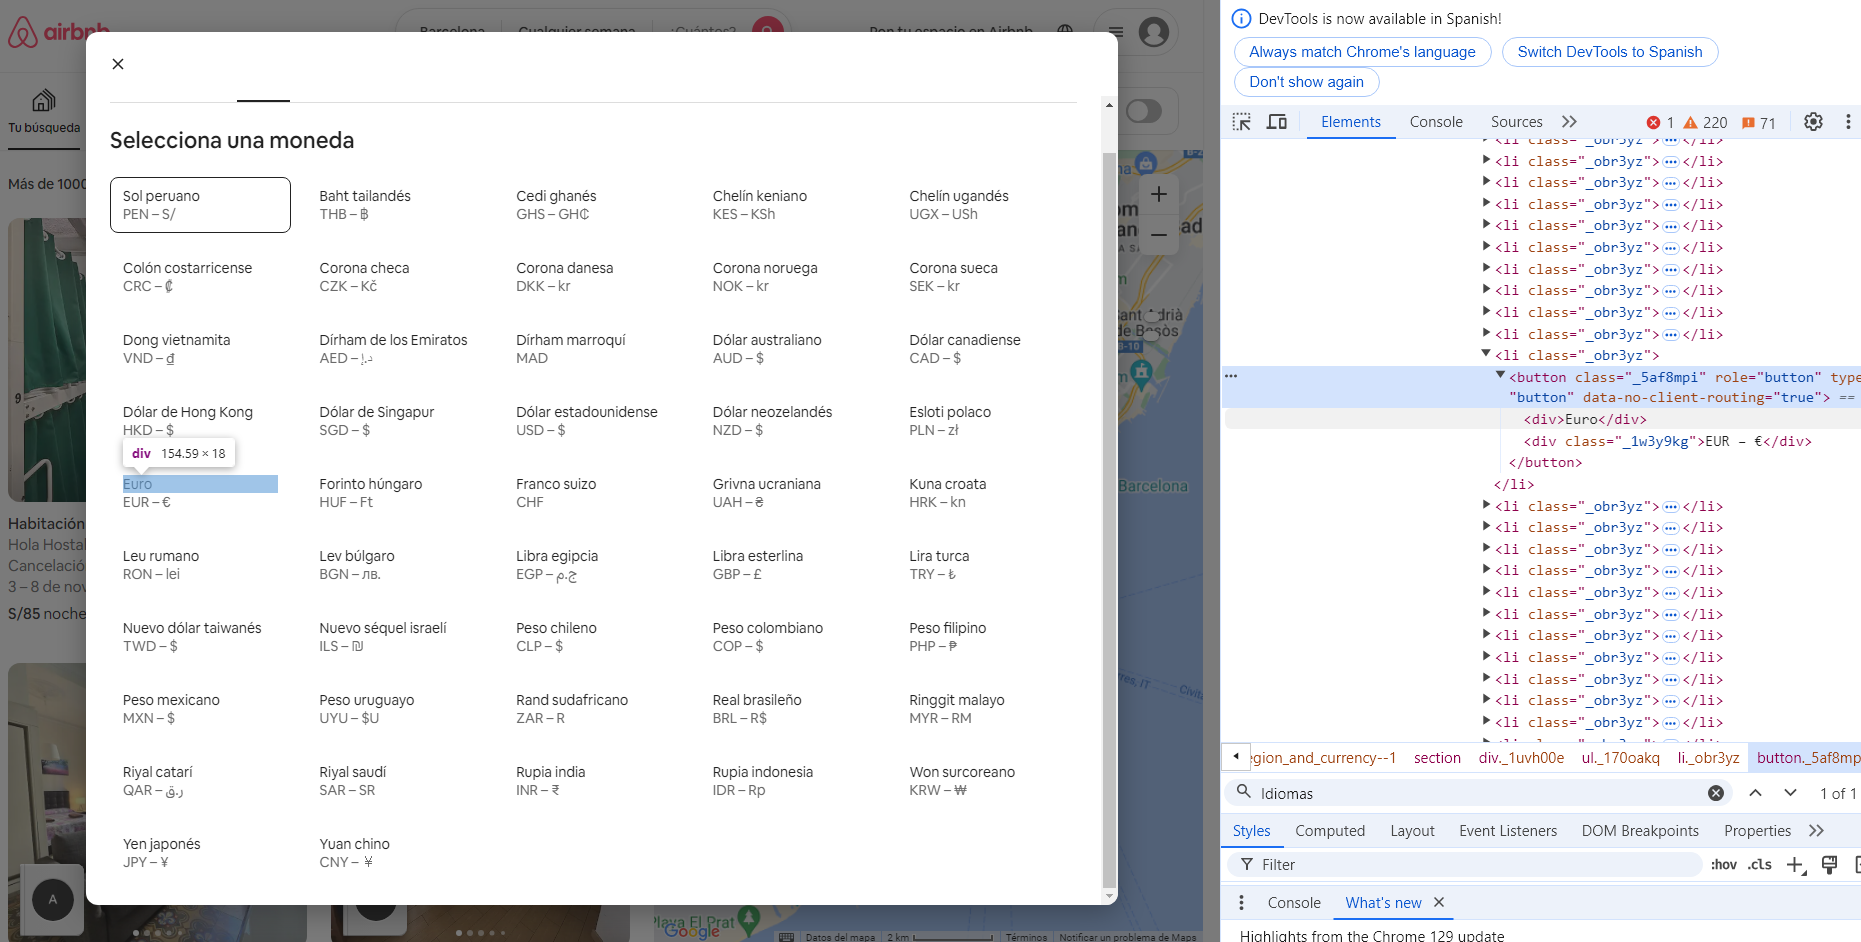 airbnb
Barcelona
Cualquier semana
¿Cuántos?
Pon tu espacio en Airbnb
Tu búsqueda
Más de 1000
Selecciona una moneda
Sol peruano
PEN – S/
Baht tailandés
THB – ฿
Cedi ghanés
GHS – GH₵
Chelín keniano
KES – KSh
Chelín ugandés
UGX – USh
Colón costarricense
CRC – ₡
Corona checa
CZK – Kč
Corona danesa
DKK – kr
Corona noruega
NOK – kr
Corona sueca
SEK – kr
Dong vietnamita
VND – ₫
Dírham de los Emiratos
AED – د.إ
Dírham marroquí
MAD
Dólar australiano
AUD – $
Dólar canadiense
CAD – $
Dólar de Hong Kong
HKD – $
Dólar de Singapur
SGD – $
Dólar estadounidense
USD – $
Dólar neozelandés
NZD – $
Esloti polaco
PLN – zł
div 154.59 × 18
Euro
EUR – €
Forinto húngaro
HUF – Ft
Franco suizo
CHF
Grivna ucraniana
UAH – ₴
Kuna croata
HRK – kn
Leu rumano
RON – lei
Lev búlgaro
BGN – лв.
Libra egipcia
EGP – ج.م
Libra esterlina
GBP – £
Lira turca
TRY – ₺
Nuevo dólar taiwanés
TWD – $
Nuevo séquel israelí
ILS – ₪
Peso chileno
CLP – $
Peso colombiano
COP – $
Peso filipino
PHP – ₱
Peso mexicano
MXN – $
Peso uruguayo
UYU – $U
Rand sudafricano
ZAR – R
Real brasileño
BRL – R$
Ringgit malayo
MYR – RM
Riyal catarí
QAR – ر.ق
Riyal saudí
SAR – SR
Rupia india
INR – ₹
Rupia indonesia
IDR – Rp
Won surcoreano
KRW – ₩
Yen japonés
JPY – ¥
Yuan chino
CNY – ￥
Habitación
Hola Hostal
Cancelació
3 – 8 de nov
S/85 noche
A
Sant Adrià
de Besòs
B-10
Barcelona
Playa El Prat
Google
Datos del mapa
2 km
Términos
Notificar un problema de Maps
DevTools is now available in Spanish!
Always match Chrome's language
Switch DevTools to Spanish
Don't show again
Elements
Console
Sources
1
220
71
<li class="_obr3yz"> ••• </li>
<li class="_obr3yz"> ••• </li>
<li class="_obr3yz"> ••• </li>
<li class="_obr3yz"> ••• </li>
<li class="_obr3yz"> ••• </li>
<li class="_obr3yz"> ••• </li>
<li class="_obr3yz"> ••• </li>
<li class="_obr3yz"> ••• </li>
<li class="_obr3yz"> ••• </li>
<li class="_obr3yz"> ••• </li>
<li class="_obr3yz">
<button class="_5af8mpi" role="button" type
"button" data-no-client-routing="true"> ==
<div>Euro</div>
<div class="_1w3y9kg">EUR – €</div>
</button>
</li>
<li class="_obr3yz"> ••• </li>
<li class="_obr3yz"> ••• </li>
<li class="_obr3yz"> ••• </li>
<li class="_obr3yz"> ••• </li>
<li class="_obr3yz"> ••• </li>
<li class="_obr3yz"> ••• </li>
<li class="_obr3yz"> ••• </li>
<li class="_obr3yz"> ••• </li>
<li class="_obr3yz"> ••• </li>
<li class="_obr3yz"> ••• </li>
<li class="_obr3yz"> ••• </li>
egion_and_currency--1 section div._1uvh00e ul._170oakq li._obr3yz button._5af8mp
Idiomas
1 of 1
Styles
Computed
Layout
Event Listeners
DOM Breakpoints
Properties
Filter
:hov .cls
Console
What's new
Highlights from the Chrome 129 update